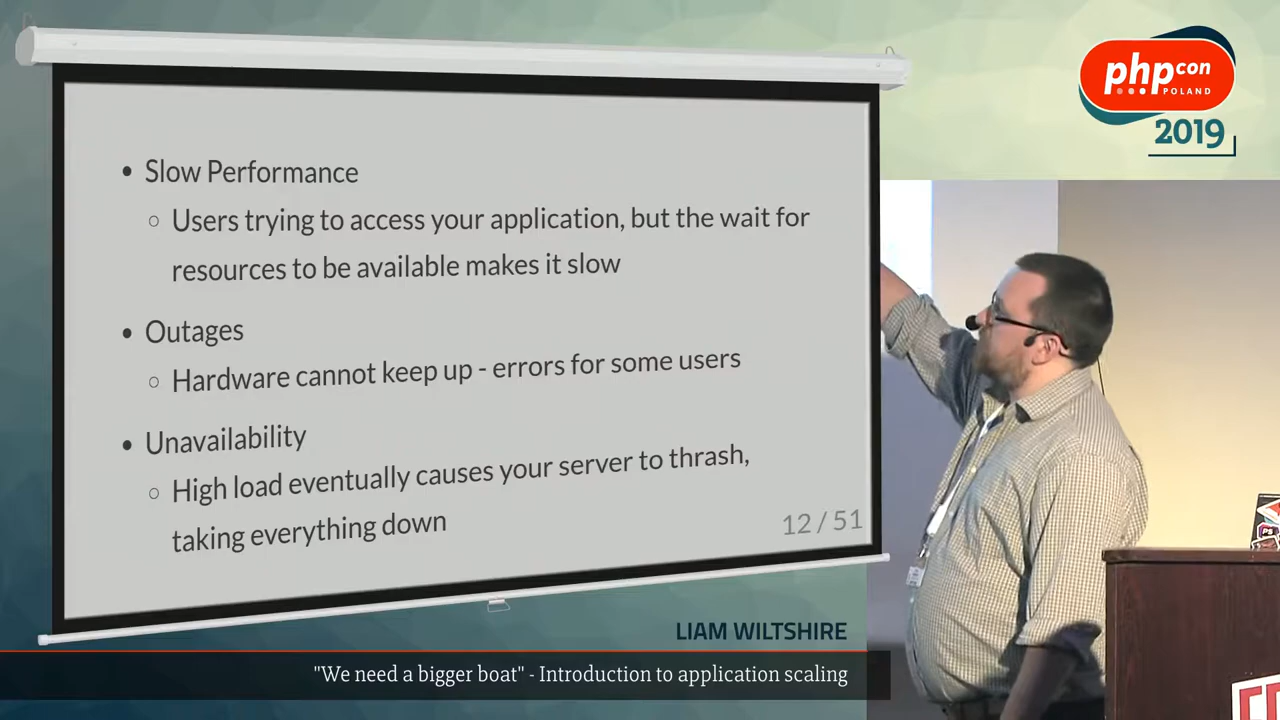 phpcon
POLAND
2019
• Slow Performance
○ Users trying to access your application, but the wait for
resources to be available makes it slow
• Outages
○ Hardware cannot keep up - errors for some users
• Unavailability
○ High load eventually causes your server to thrash,
taking everything down
12 / 51
LIAM WILTSHIRE
"We need a bigger boat" - Introduction to application scaling